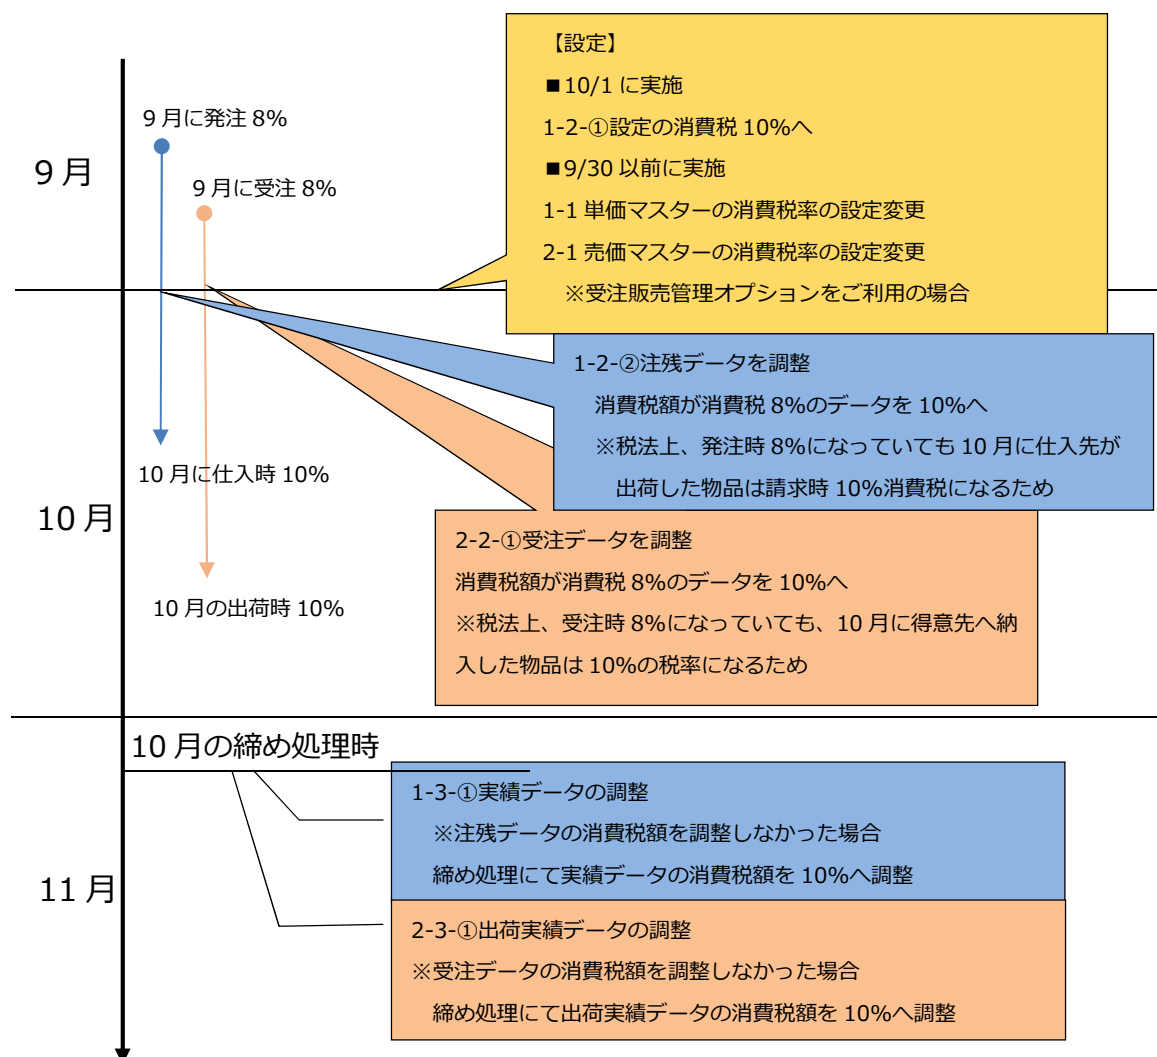 【設定】
■10/1 に実施
1-2-①設定の消費税 10%へ
■9/30 以前に実施
1-1 単価マスターの消費税率の設定変更
2-1 売価マスターの消費税率の設定変更
※受注販売管理オプションをご利用の場合
9 月に発注 8%
9 月
9 月に受注 8%
1-2-②注残データを調整
消費税額が消費税 8%のデータを 10%へ
※税法上、発注時 8%になっていても 10 月に仕入先が
出荷した物品は請求時 10%消費税になるため
10 月に仕入時 10%
10 月
2-2-①受注データを調整
消費税額が消費税 8%のデータを 10%へ
※税法上、受注時 8%になっていても、10 月に得意先へ納
入した物品は 10%の税率になるため
10 月の出荷時 10%
10 月の締め処理時
1-3-①実績データの調整
※注残データの消費税額を調整しなかった場合
締め処理にて実績データの消費税額を 10%へ調整
11 月
2-3-①出荷実績データの調整
※受注データの消費税額を調整しなかった場合
締め処理にて出荷実績データの消費税額を 10%へ調整